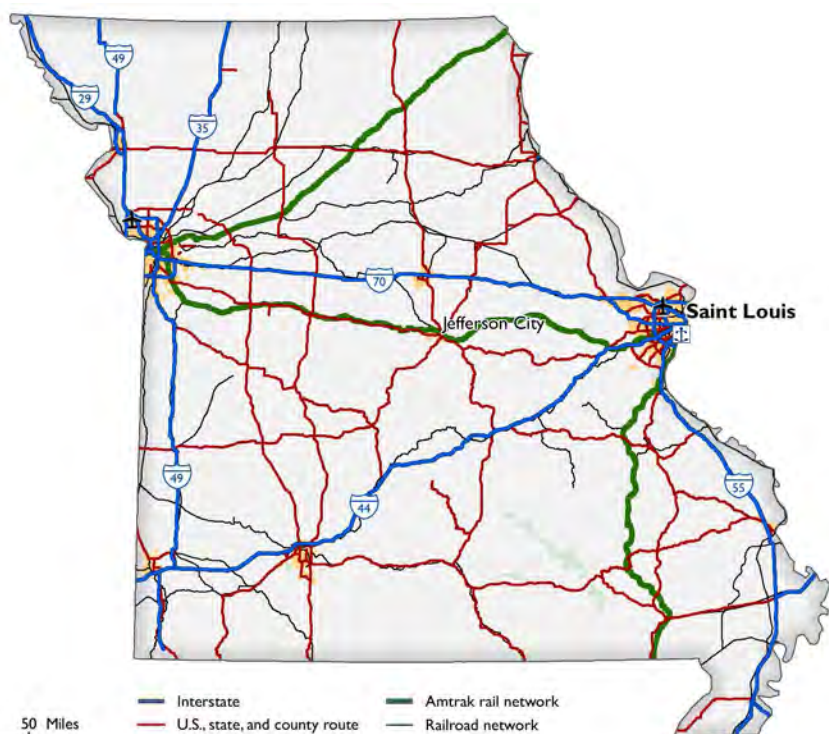 49
29
35
70
Jefferson City
Saint Louis
49
44
55
Interstate
Amtrak rail network
50 Miles
U.S., state, and county route
Railroad network